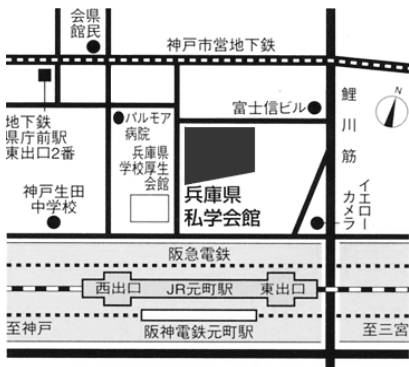 県民
会館
神戸市営地下鉄
N
鯉川筋
富士信ビル
パルモア
病院
地下鉄
県庁前駅
東出口2番
兵庫県
学校厚生
会館
兵庫県
私学会館
神戸生田
中学校
イエロー
カメラ
阪急電鉄
西出口
JR元町駅
東出口
至神戸
阪神電鉄元町駅
至三宮